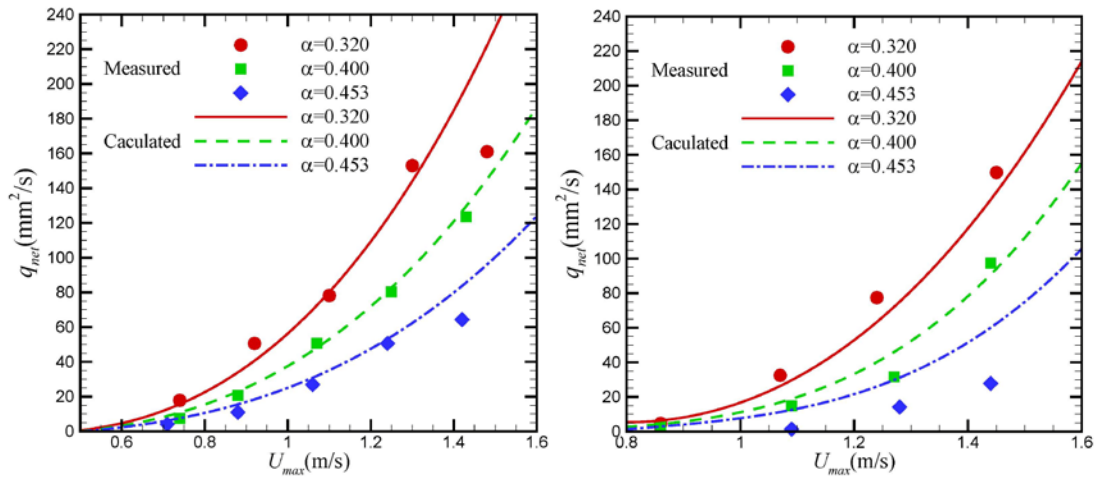 240
220
200
180
160
140
120
100
80
60
40
20
0
q_net(mm²/s)
0.6 0.8 1 1.2 1.4 1.6
U_max(m/s)
Measured
α=0.320
α=0.400
α=0.453
Caculated
α=0.320
α=0.400
α=0.453
240
220
200
180
160
140
120
100
80
60
40
20
0
q_net(mm²/s)
0.8 1 1.2 1.4 1.6
U_max(m/s)
Measured
α=0.320
α=0.400
α=0.453
Caculated
α=0.320
α=0.400
α=0.453